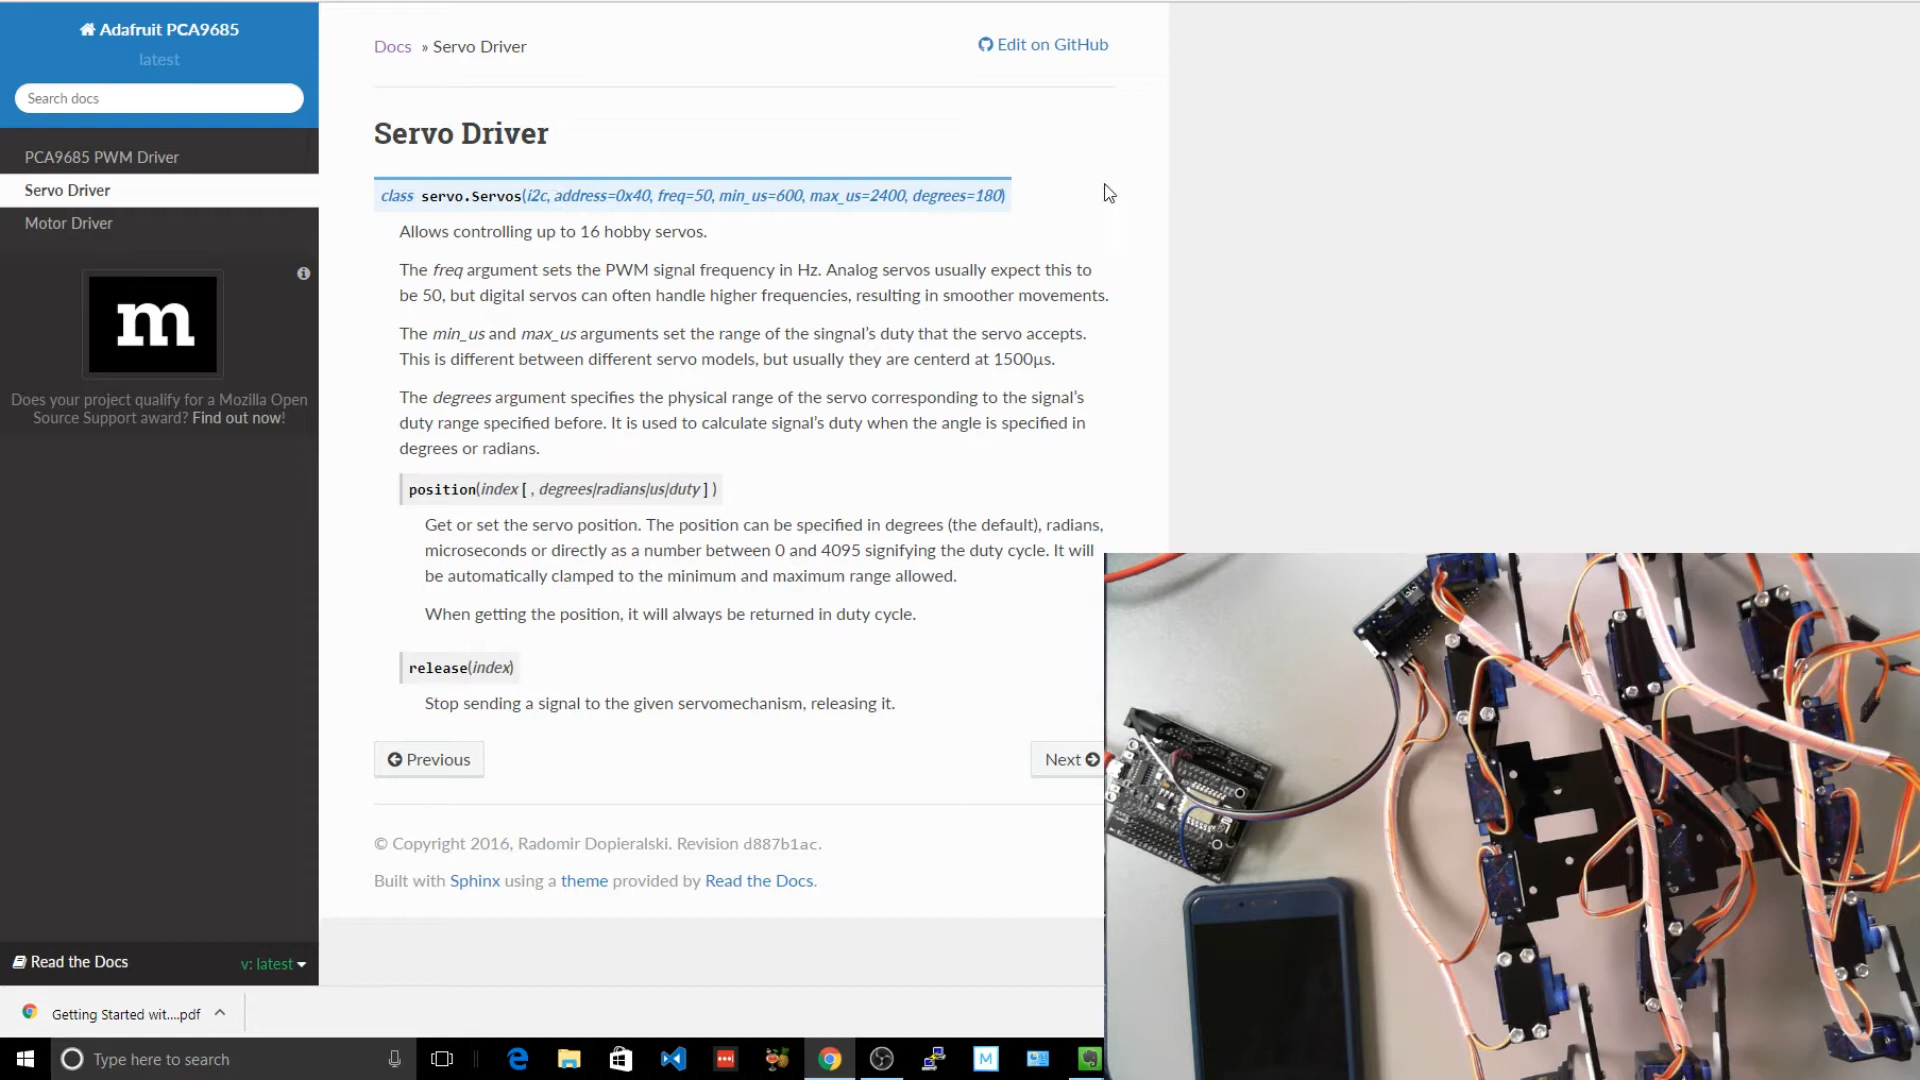 Adafruit PCA9685
latest
Search docs
PCA9685 PWM Driver
Servo Driver
Motor Driver
m
Does your project qualify for a Mozilla Open
Source Support award? Find out now!
Read the Docs
v: latest
Docs » Servo Driver
Edit on GitHub
Servo Driver
class servo.Servos(i2c, address=0x40, freq=50, min_us=600, max_us=2400, degrees=180)
Allows controlling up to 16 hobby servos.
The freq argument sets the PWM signal frequency in Hz. Analog servos usually expect this to
be 50, but digital servos can often handle higher frequencies, resulting in smoother movements.
The min_us and max_us arguments set the range of the singnal’s duty that the servo accepts.
This is different between different servo models, but usually they are centerd at 1500µs.
The degrees argument specifies the physical range of the servo corresponding to the signal’s
duty range specified before. It is used to calculate signal’s duty when the angle is specified in
degrees or radians.
position(index[, degrees|radians|us|duty])
Get or set the servo position. The position can be specified in degrees (the default), radians,
microseconds or directly as a number between 0 and 4095 signifying the duty cycle. It will
be automatically clamped to the minimum and maximum range allowed.
When getting the position, it will always be returned in duty cycle.
release(index)
Stop sending a signal to the given servomechanism, releasing it.
Previous
Next
© Copyright 2016, Radomir Dopieralski. Revision d887b1ac.
Built with Sphinx using a theme provided by Read the Docs.
Getting Started wit....pdf
Type here to search
M